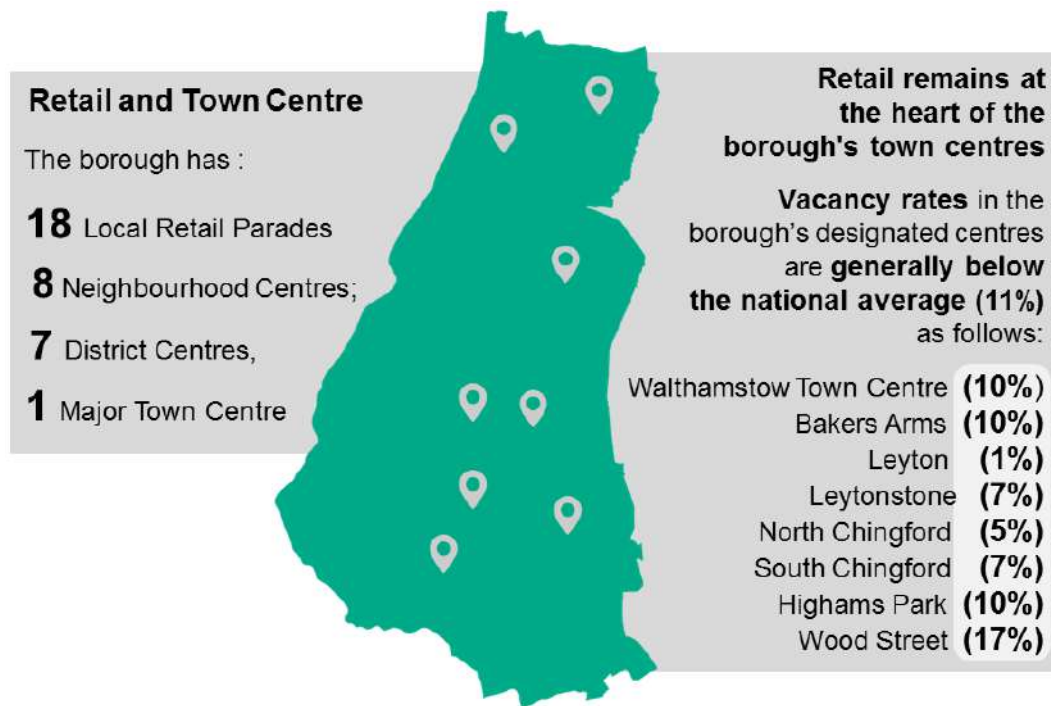 Retail and Town Centre
The borough has :
18 Local Retail Parades
8 Neighbourhood Centres;
7 District Centres,
1 Major Town Centre
Retail remains at
the heart of the
borough's town centres
Vacancy rates in the
borough's designated centres
are generally below
the national average (11%)
as follows:
Walthamstow Town Centre (10%)
Bakers Arms (10%)
Leyton (1%)
Leytonstone (7%)
North Chingford (5%)
South Chingford (7%)
Highams Park (10%)
Wood Street (17%)